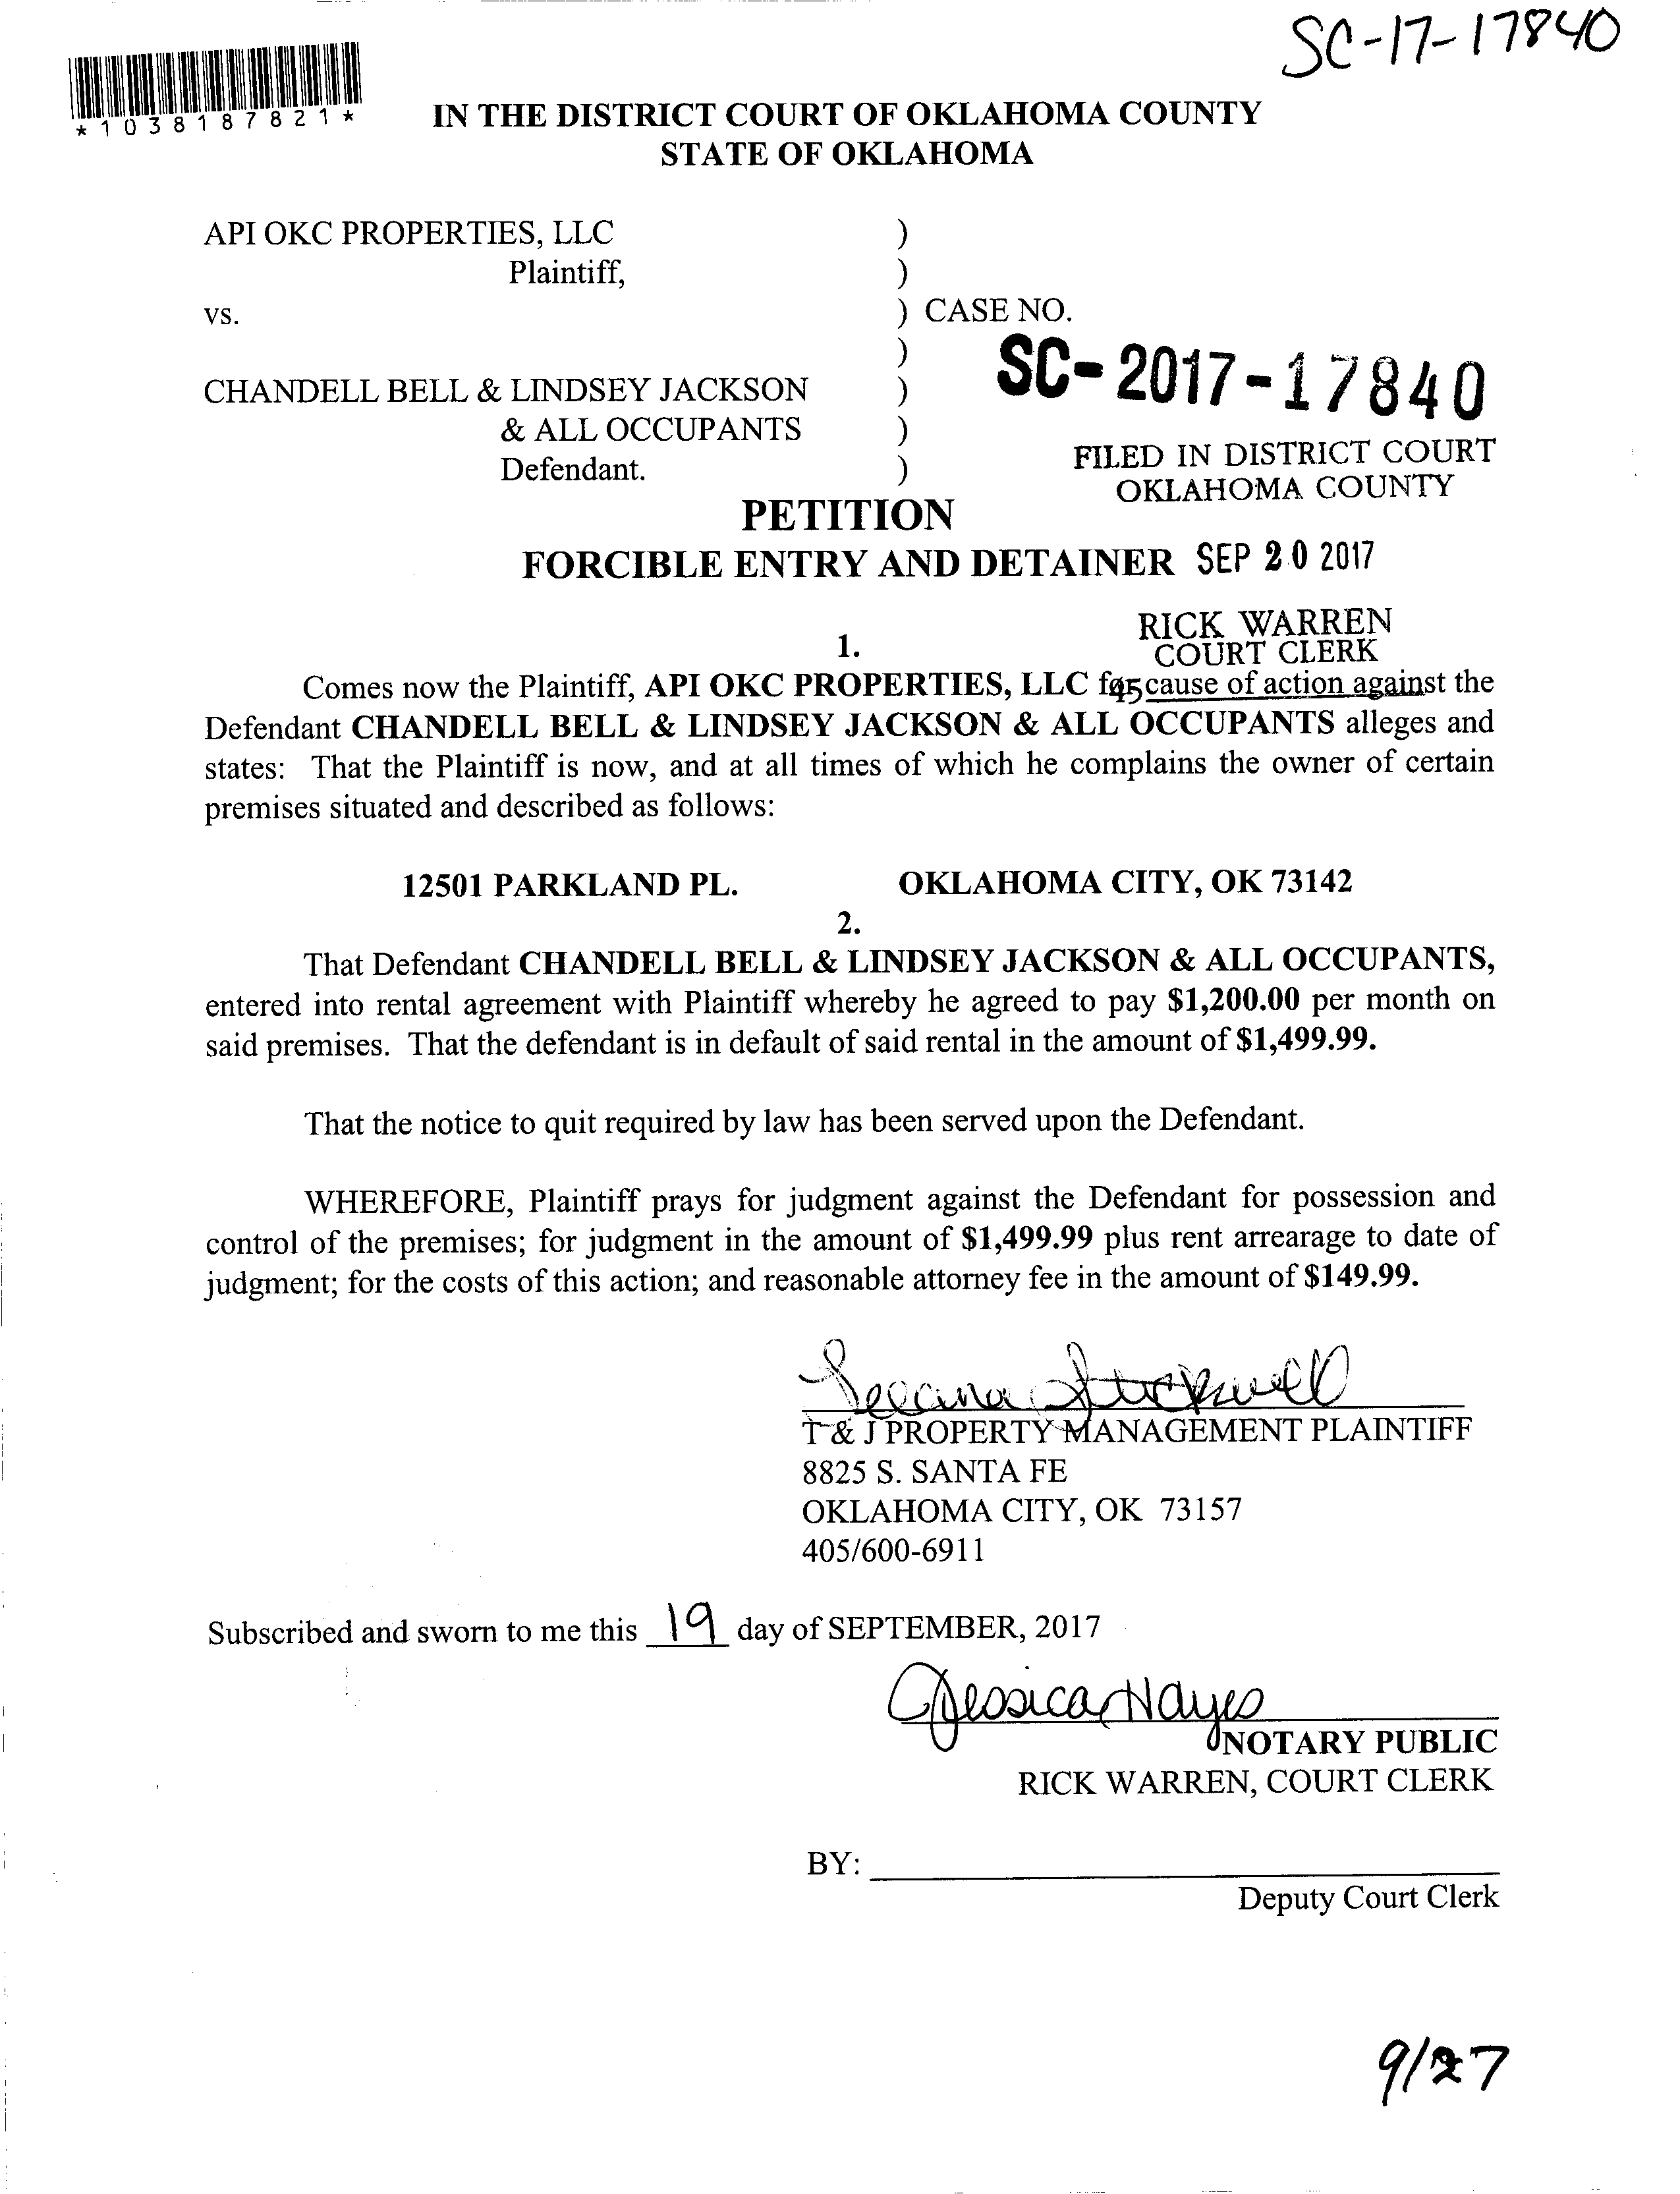 SC-17-17840
*1038187821*
IN THE DISTRICT COURT OF OKLAHOMA COUNTY
STATE OF OKLAHOMA
API OKC PROPERTIES, LLC )
Plaintiff, )
vs. ) CASE NO.
)
SC-2017-17840
CHANDELL BELL & LINDSEY JACKSON )
& ALL OCCUPANTS )
Defendant. )
FILED IN DISTRICT COURT
OKLAHOMA COUNTY
PETITION
FORCIBLE ENTRY AND DETAINER SEP 20 2017
RICK WARREN
COURT CLERK
1.
Comes now the Plaintiff, API OKC PROPERTIES, LLC cause of action against the
Defendant CHANDELL BELL & LINDSEY JACKSON & ALL OCCUPANTS alleges and
states: That the Plaintiff is now, and at all times of which he complains the owner of certain
premises situated and described as follows:
12501 PARKLAND PL. OKLAHOMA CITY, OK 73142
2.
That Defendant CHANDELL BELL & LINDSEY JACKSON & ALL OCCUPANTS,
entered into rental agreement with Plaintiff whereby he agreed to pay $1,200.00 per month on
said premises. That the defendant is in default of said rental in the amount of $1,499.99.
That the notice to quit required by law has been served upon the Defendant.
WHEREFORE, Plaintiff prays for judgment against the Defendant for possession and
control of the premises; for judgment in the amount of $1,499.99 plus rent arrearage to date of
judgment; for the costs of this action; and reasonable attorney fee in the amount of $149.99.
T & J PROPERTY MANAGEMENT PLAINTIFF
8825 S. SANTA FE
OKLAHOMA CITY, OK 73157
405/600-6911
Subscribed and sworn to me this 19 day of SEPTEMBER, 2017
Jessica Hayes
NOTARY PUBLIC
RICK WARREN, COURT CLERK
BY:
Deputy Court Clerk
9/27